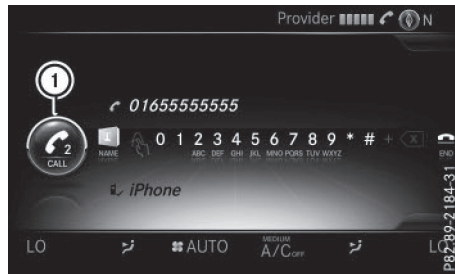 Provider N
1
01655555555
2 CALL
NAME 0 1 2 3 4 5 6 7 8 9 * # + END
ABC DEF GHI JKL MNO PQRS TUV WXYZ
iPhone
LO AUTO MEDIUM A/C OFF LO
P82.89-2184-31